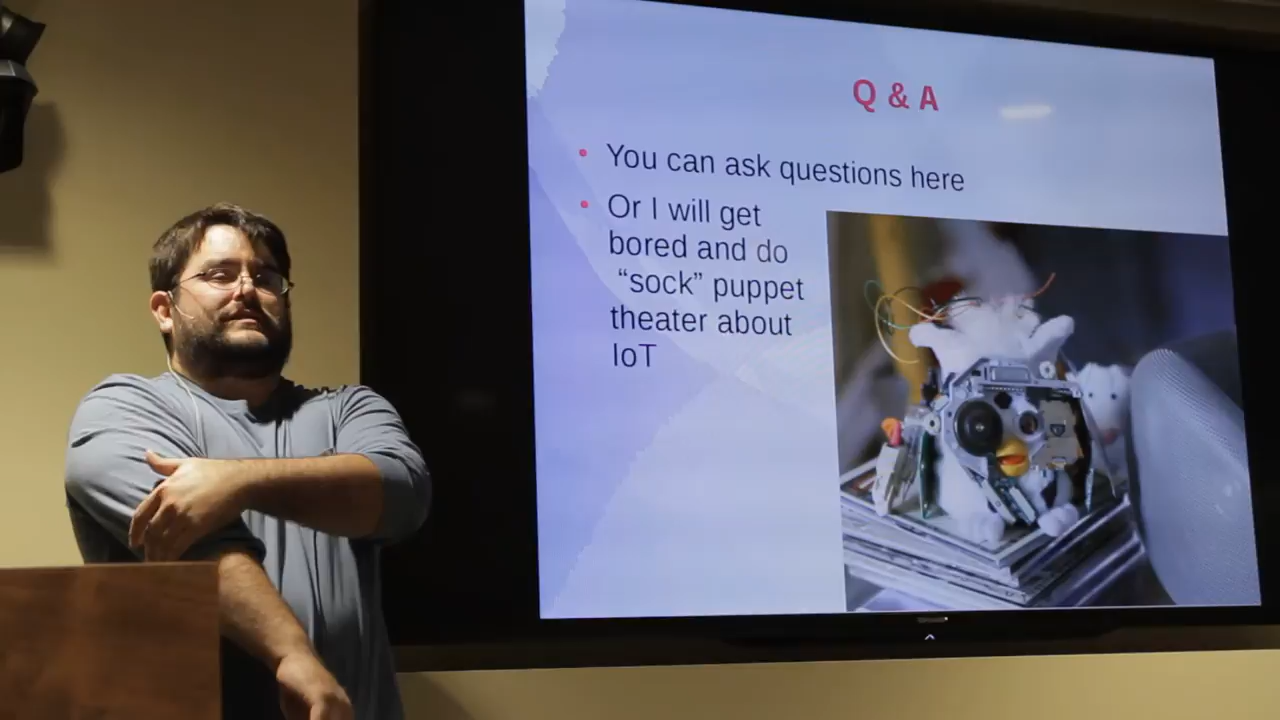 Q & A
You can ask questions here
Or I will get
bored and do
“sock” puppet
theater about
IoT